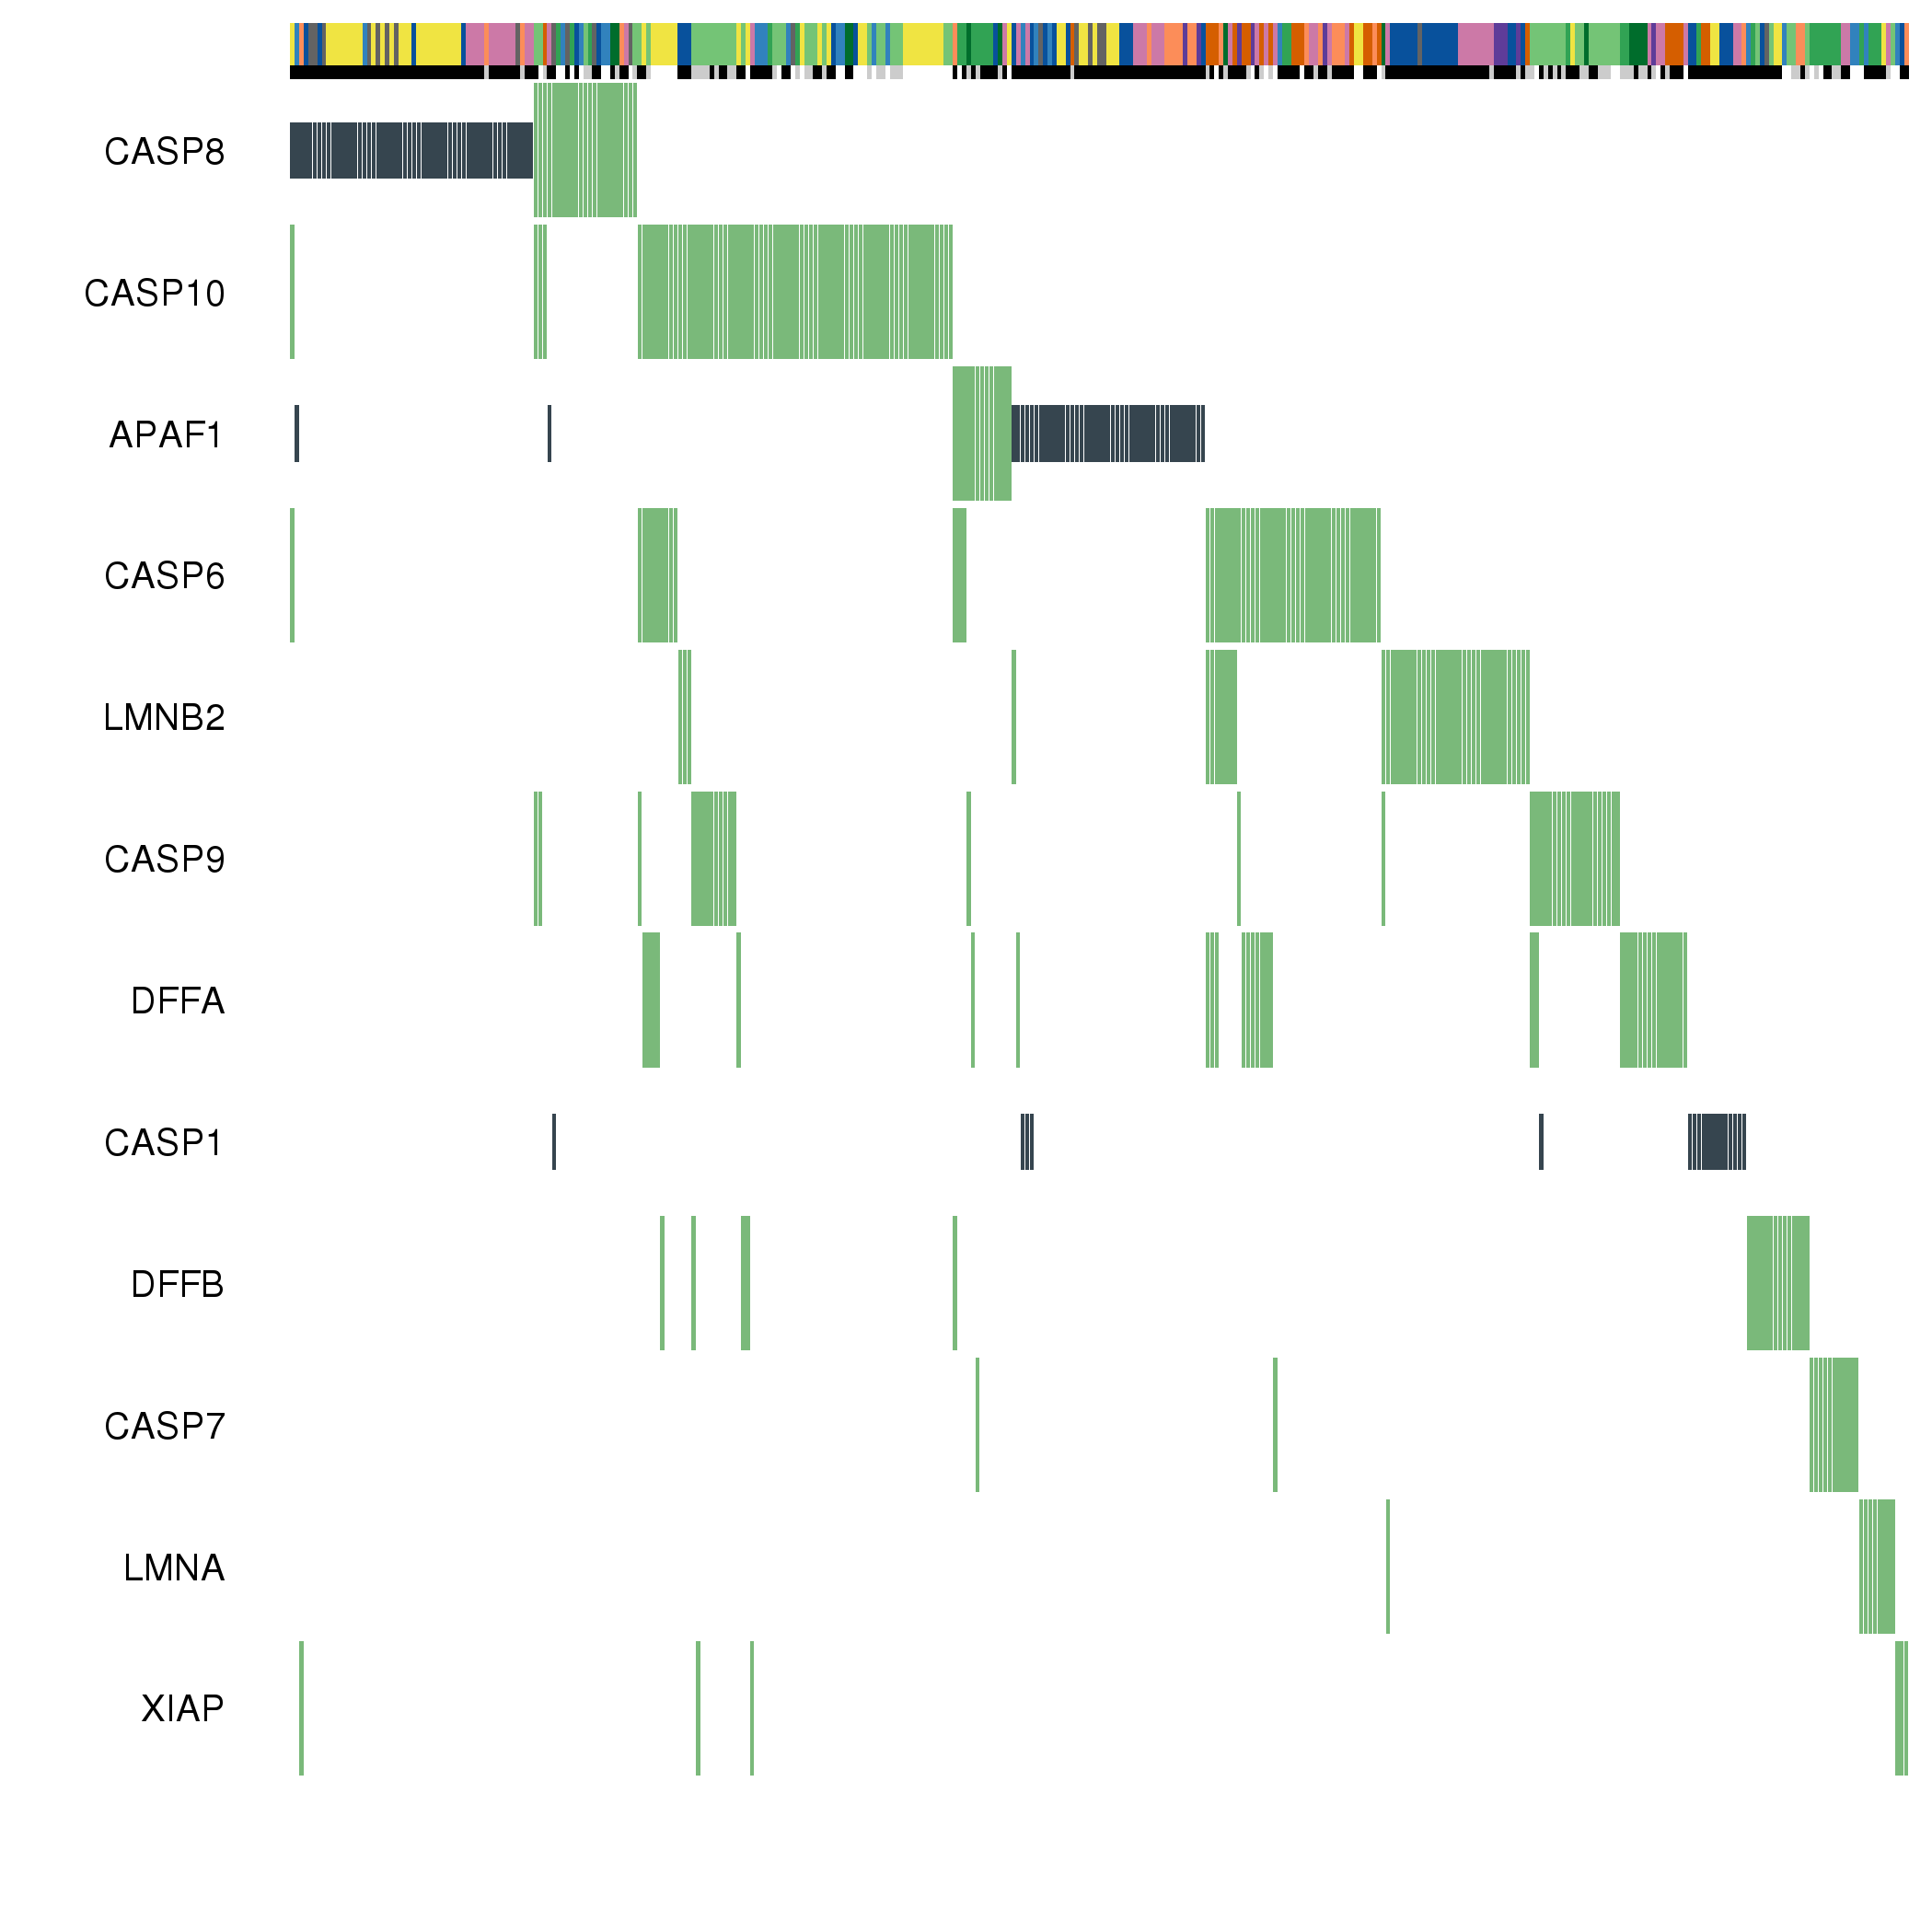 CASP8
CASP10
APAF1
CASP6
LMNB2
CASP9
DFFA
CASP1
DFFB
CASP7
LMNA
XIAP